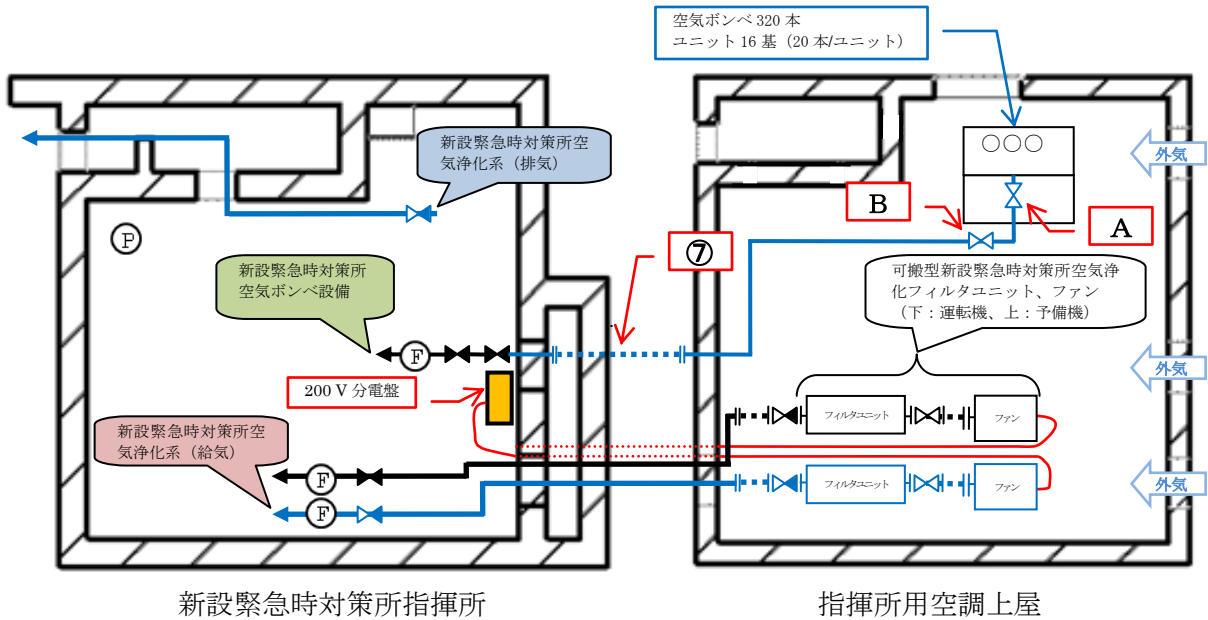 空気ボンベ 320 本
ユニット 16 基（20 本/ユニット）
新設緊急時対策所空
気浄化系（排気）
外気
B
A
P
⑦
新設緊急時対策所
空気ボンベ設備
可搬型新設緊急時対策所空気浄
化フィルタユニット、ファン
（下：運転機、上：予備機）
F
外気
200 V 分電盤
フィルタユニット
ファン
新設緊急時対策所空
気浄化系（給気）
F
フィルタユニット
ファン
外気
F
新設緊急時対策所指揮所
指揮所用空調上屋